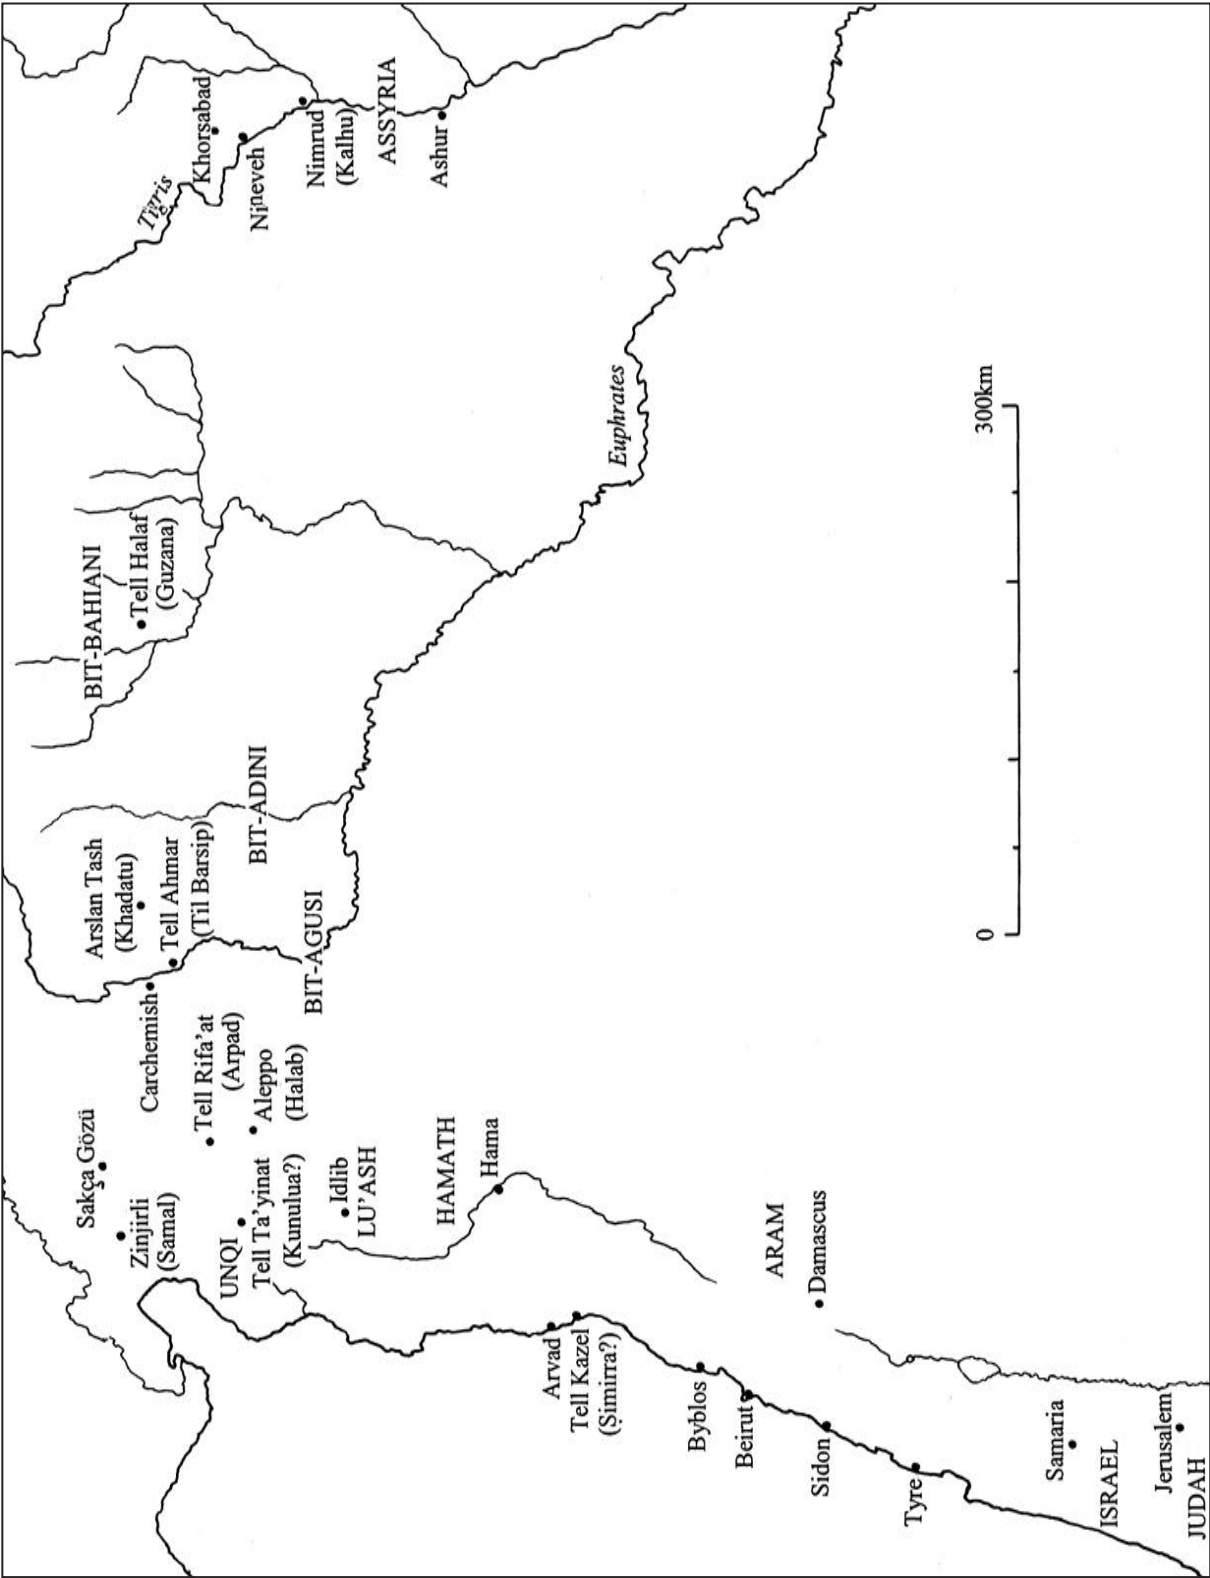 Sakça Gözü
Zinjirli
(Samal)
Carchemish
Arslan Tash
(Khadatu)
Tell Ahmar
(Til Barsip)
BIT-BAHIANI
Tell Halaf
(Guzana)
Tigris
Khorsabad
Nineveh
Nimrud
(Kalhu)
ASSYRIA
Ashur
UNQI
Tell Ta’yinat
(Kunulua?)
Tell Rifa’at
(Arpad)
Aleppo
(Halab)
BIT-ADINI
BIT-AGUSI
Idlib
LU’ASH
HAMATH
Hama
Euphrates
Arvad
Tell Kazel
(Ṣimirra?)
Byblos
Beirut
Sidon
Tyre
ARAM
Damascus
0
300km
Samaria
ISRAEL
Jerusalem
JUDAH